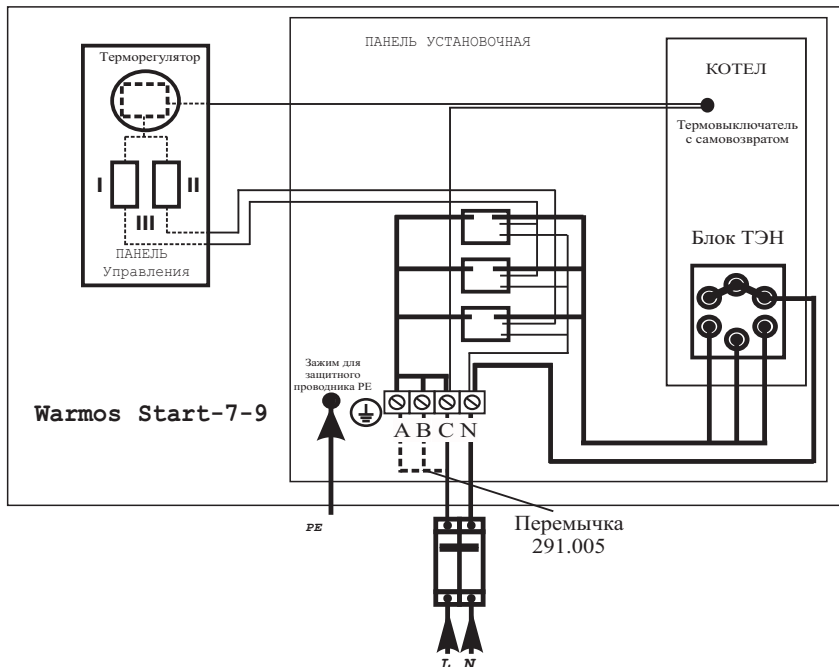 ПАНЕЛЬ УСТАНОВОЧНАЯ
Терморегулятор
I
II
III
ПАНЕЛЬ
Управления
КОТЕЛ
Термовыключатель
с самовозвратом
Блок ТЭН
Зажим для
защитного
проводника PE
Warmos Start-7-9
A B C N
PE
Перемычка
291.005
L N